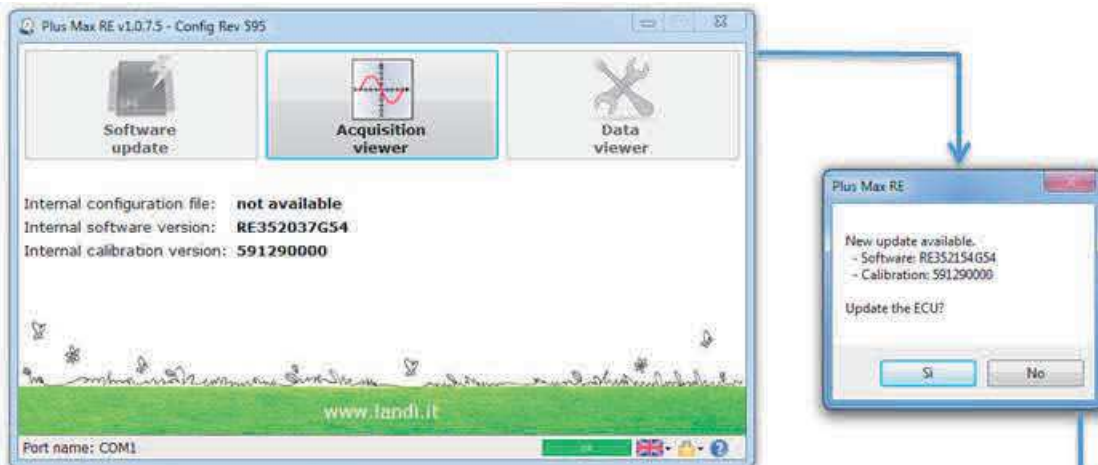 Plus Max RE v1.0.7.5 - Config Rev 595
Software
update
Acquisition
viewer
Data
viewer
Internal configuration file: not available
Internal software version: RE352037G54
Internal calibration version: 591290000
www.landi.it
Port name: COM1
Plus Max RE
New update available.
- Software: RE352154G54
- Calibration: 591290000
Update the ECU?
Sì
No